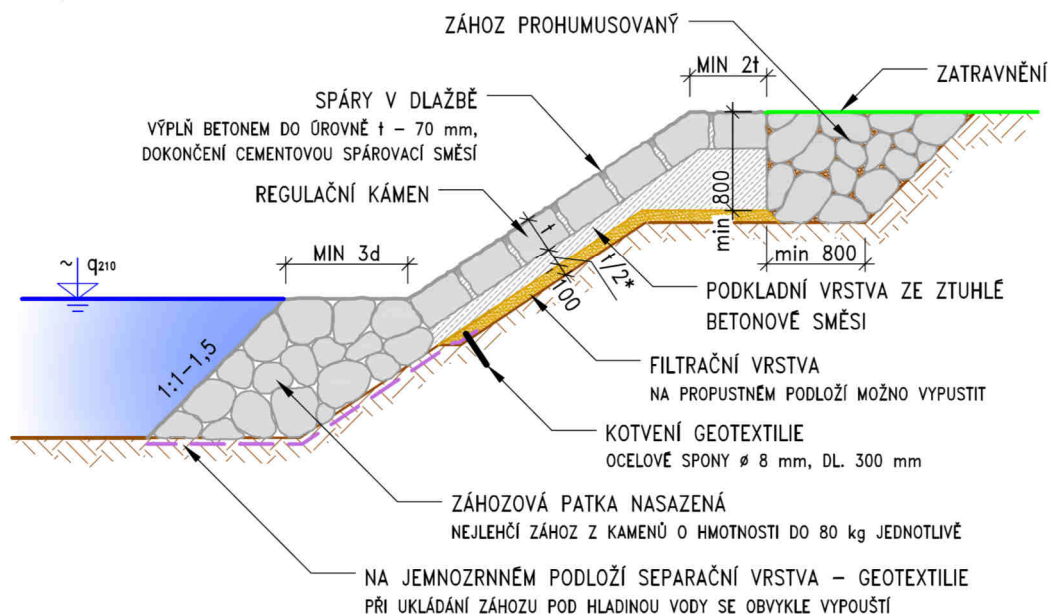 ZÁHOZ PROHUMUSOVANÝ
MIN 2t
ZATRAVNĚNÍ
SPÁRY V DLAŽBĚ
VÝPLŇ BETONEM DO ÚROVNĚ t – 70 mm,
DOKONČENÍ CEMENTOVOU SPÁROVACÍ SMĚSÍ
REGULAČNÍ KÁMEN
min 800
t
~ q210
MIN 3d
t/2*
min 800
100
PODKLADNÍ VRSTVA ZE ZTUHLÉ
BETONOVÉ SMĚSI
1:1–1,5
FILTRAČNÍ VRSTVA
NA PROPUSTNÉM PODLOŽÍ MOŽNO VYPUSTIT
KOTVENÍ GEOTEXTILIE
OCELOVÉ SPONY ø 8 mm, DL. 300 mm
ZÁHOZOVÁ PATKA NASAZENÁ
NEJLEHČÍ ZÁHOZ Z KAMENŮ O HMOTNOSTI DO 80 kg JEDNOTLIVĚ
NA JEMNOZRNNÉM PODLOŽÍ SEPARAČNÍ VRSTVA – GEOTEXTILIE
PŘI UKLÁDÁNÍ ZÁHOZU POD HLADINOU VODY SE OBVYKLE VYPOUŠTÍ